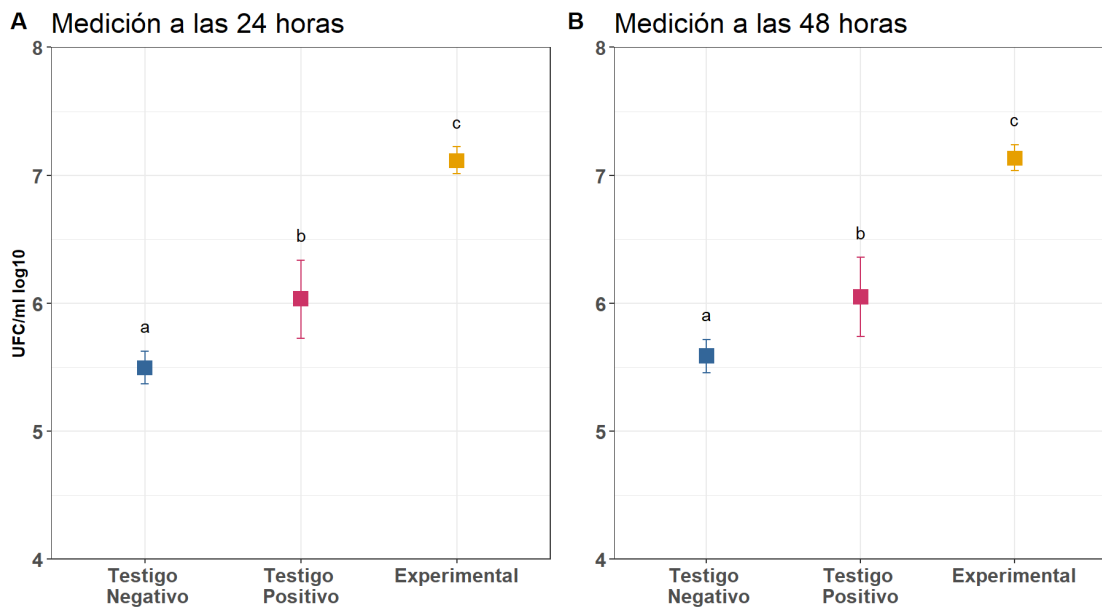 A Medición a las 24 horas
UFC/ml log10
8
7
6
5
4
a
b
c
Testigo Negativo
Testigo Positivo
Experimental
B Medición a las 48 horas
8
7
6
5
4
a
b
c
Testigo Negativo
Testigo Positivo
Experimental